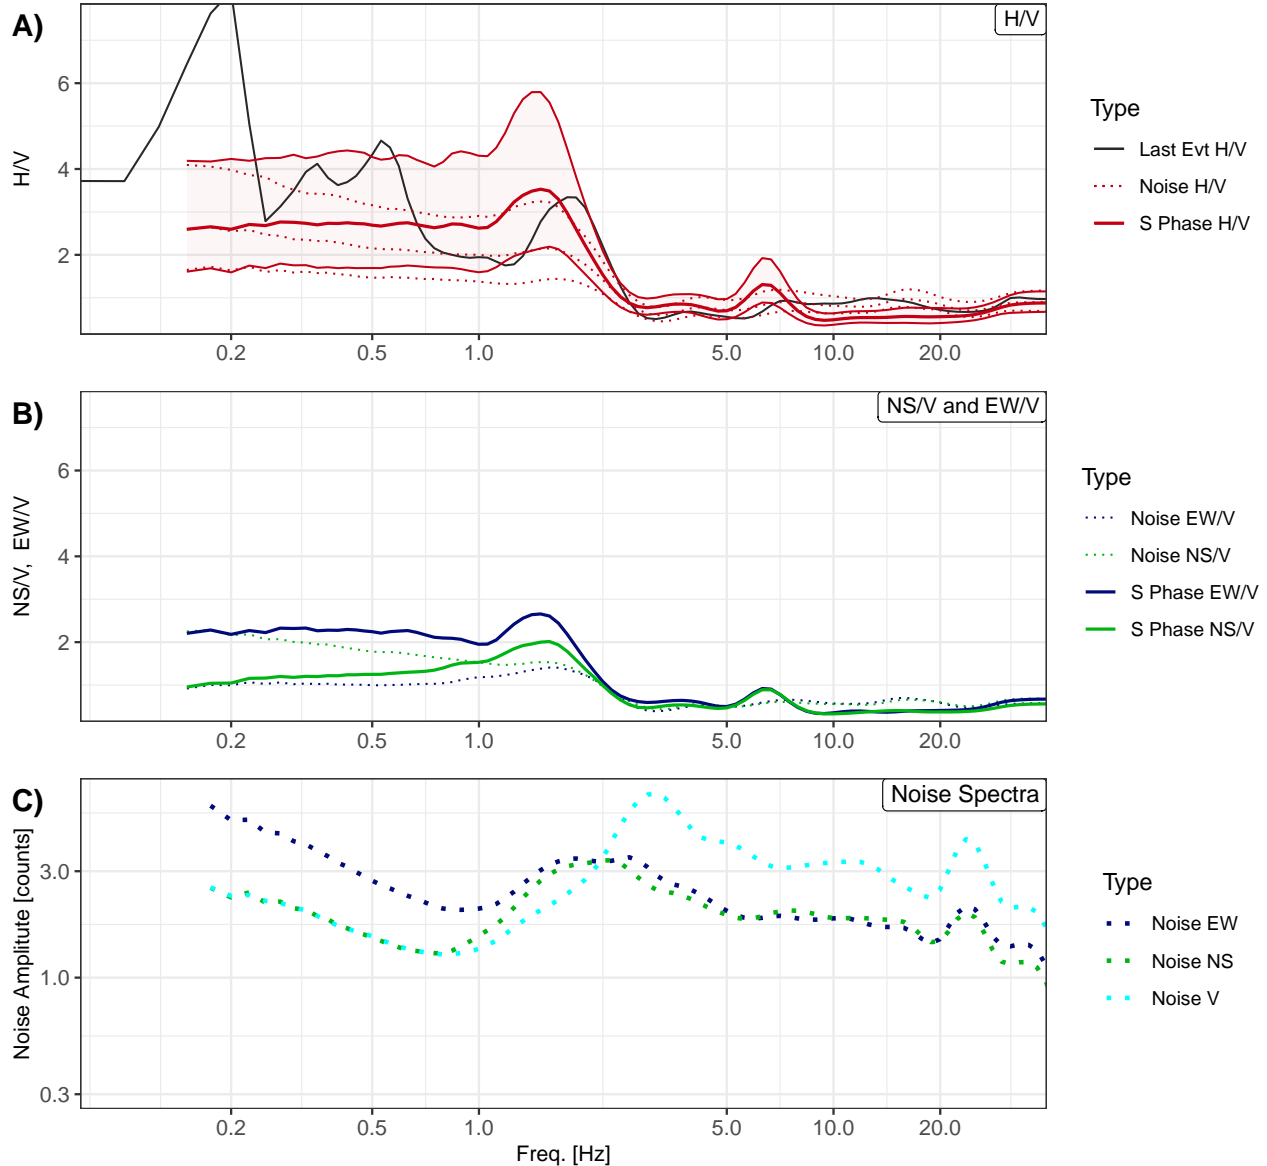 A)
H/V
6
4
2
H/V
0.2 0.5 1.0 5.0 10.0 20.0
Type
Last Evt H/V
Noise H/V
S Phase H/V
B)
NS/V and EW/V
6
4
2
NS/V, EW/V
0.2 0.5 1.0 5.0 10.0 20.0
Type
Noise EW/V
Noise NS/V
S Phase EW/V
S Phase NS/V
C)
Noise Spectra
3.0
1.0
0.3
Noise Amplitute [counts]
0.2 0.5 1.0 5.0 10.0 20.0
Freq. [Hz]
Type
Noise EW
Noise NS
Noise V